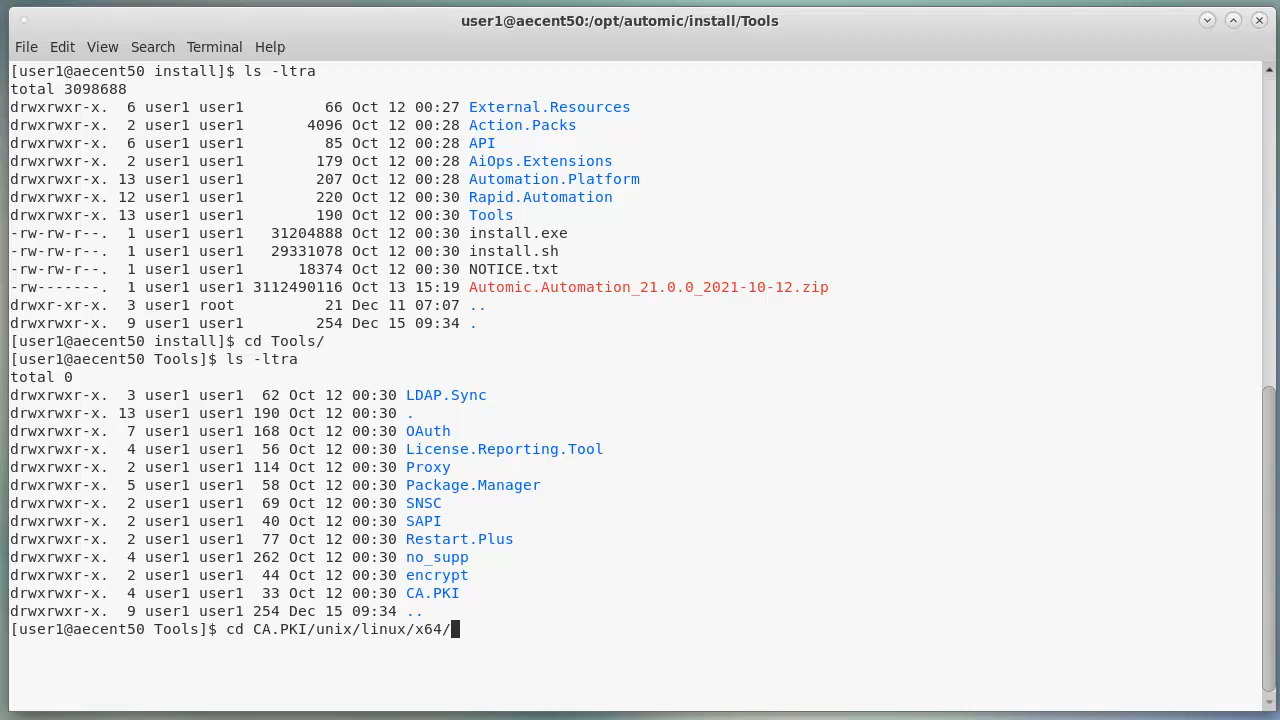 user1@aecent50:/opt/automic/install/Tools
File Edit View Search Terminal Help
[user1@aecent50 install]$ ls -ltra
total 3098688
drwxrwxr-x.  6 user1 user1         66 Oct 12 00:27 External.Resources
drwxrwxr-x.  2 user1 user1       4096 Oct 12 00:28 Action.Packs
drwxrwxr-x.  6 user1 user1         85 Oct 12 00:28 API
drwxrwxr-x.  2 user1 user1        179 Oct 12 00:28 AiOps.Extensions
drwxrwxr-x. 13 user1 user1        207 Oct 12 00:28 Automation.Platform
drwxrwxr-x. 12 user1 user1        220 Oct 12 00:30 Rapid.Automation
drwxrwxr-x. 13 user1 user1        190 Oct 12 00:30 Tools
-rw-rw-r--.  1 user1 user1   31204888 Oct 12 00:30 install.exe
-rw-rw-r--.  1 user1 user1   29331078 Oct 12 00:30 install.sh
-rw-rw-r--.  1 user1 user1      18374 Oct 12 00:30 NOTICE.txt
-rw-------.  1 user1 user1 3112490116 Oct 13 15:19 Automic.Automation_21.0.0_2021-10-12.zip
drwxr-xr-x.  3 user1 root          21 Dec 11 07:07 ..
drwxrwxr-x.  9 user1 user1        254 Dec 15 09:34 .
[user1@aecent50 install]$ cd Tools/
[user1@aecent50 Tools]$ ls -ltra
total 0
drwxrwxr-x.  3 user1 user1  62 Oct 12 00:30 LDAP.Sync
drwxrwxr-x. 13 user1 user1 190 Oct 12 00:30 .
drwxrwxr-x.  7 user1 user1 168 Oct 12 00:30 OAuth
drwxrwxr-x.  4 user1 user1  56 Oct 12 00:30 License.Reporting.Tool
drwxrwxr-x.  2 user1 user1 114 Oct 12 00:30 Proxy
drwxrwxr-x.  5 user1 user1  58 Oct 12 00:30 Package.Manager
drwxrwxr-x.  2 user1 user1  69 Oct 12 00:30 SNSC
drwxrwxr-x.  2 user1 user1  40 Oct 12 00:30 SAPI
drwxrwxr-x.  2 user1 user1  77 Oct 12 00:30 Restart.Plus
drwxrwxr-x.  4 user1 user1 262 Oct 12 00:30 no_supp
drwxrwxr-x.  2 user1 user1  44 Oct 12 00:30 encrypt
drwxrwxr-x.  4 user1 user1  33 Oct 12 00:30 CA.PKI
drwxrwxr-x.  9 user1 user1 254 Dec 15 09:34 ..
[user1@aecent50 Tools]$ cd CA.PKI/unix/linux/x64/